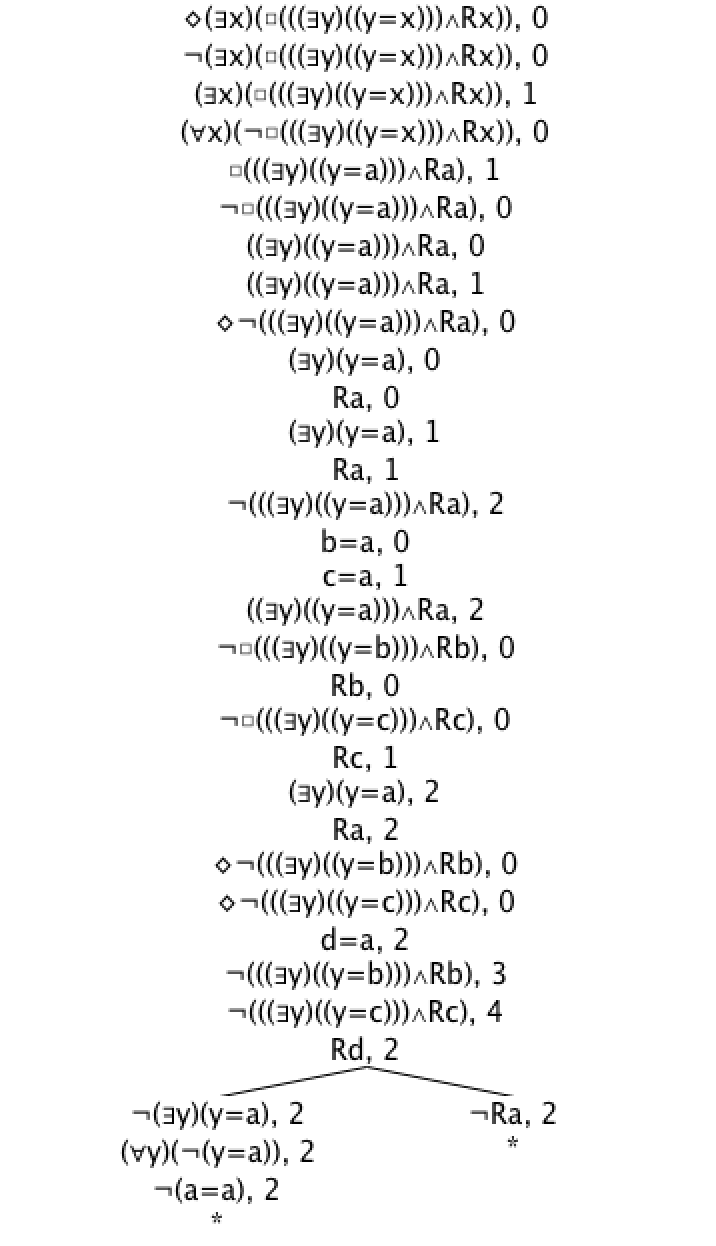 ⋄(∃x)(□(((∃y)((y=x)))∧Rx)), 0
¬(∃x)(□(((∃y)((y=x)))∧Rx)), 0
(∃x)(□(((∃y)((y=x)))∧Rx)), 1
(∀x)(¬□(((∃y)((y=x)))∧Rx)), 0
□(((∃y)((y=a)))∧Ra), 1
¬□(((∃y)((y=a)))∧Ra), 0
((∃y)((y=a)))∧Ra, 0
((∃y)((y=a)))∧Ra, 1
⋄¬(((∃y)((y=a)))∧Ra), 0
(∃y)(y=a), 0
Ra, 0
(∃y)(y=a), 1
Ra, 1
¬(((∃y)((y=a)))∧Ra), 2
b=a, 0
c=a, 1
((∃y)((y=a)))∧Ra, 2
¬□(((∃y)((y=b)))∧Rb), 0
Rb, 0
¬□(((∃y)((y=c)))∧Rc), 0
Rc, 1
(∃y)(y=a), 2
Ra, 2
⋄¬(((∃y)((y=b)))∧Rb), 0
⋄¬(((∃y)((y=c)))∧Rc), 0
d=a, 2
¬(((∃y)((y=b)))∧Rb), 3
¬(((∃y)((y=c)))∧Rc), 4
Rd, 2
¬(∃y)(y=a), 2
(∀y)(¬(y=a)), 2
¬(a=a), 2
*
¬Ra, 2
*